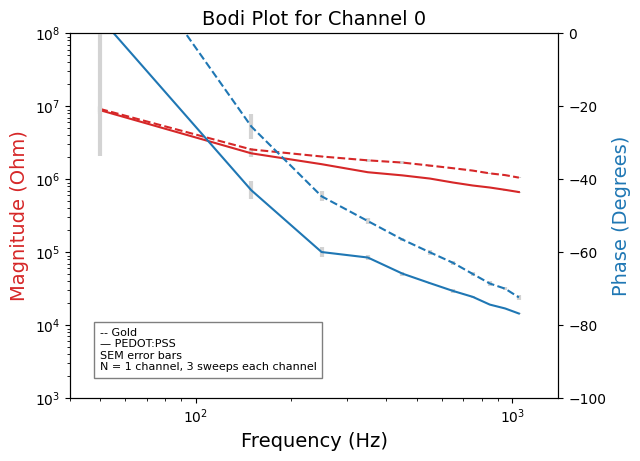 Bodi Plot for Channel 0
10^8
10^7
10^6
10^5
10^4
10^3
Magnitude (Ohm)
0
−20
−40
−60
−80
−100
Phase (Degrees)
-- Gold
— PEDOT:PSS
SEM error bars
N = 1 channel, 3 sweeps each channel
10^2
10^3
Frequency (Hz)